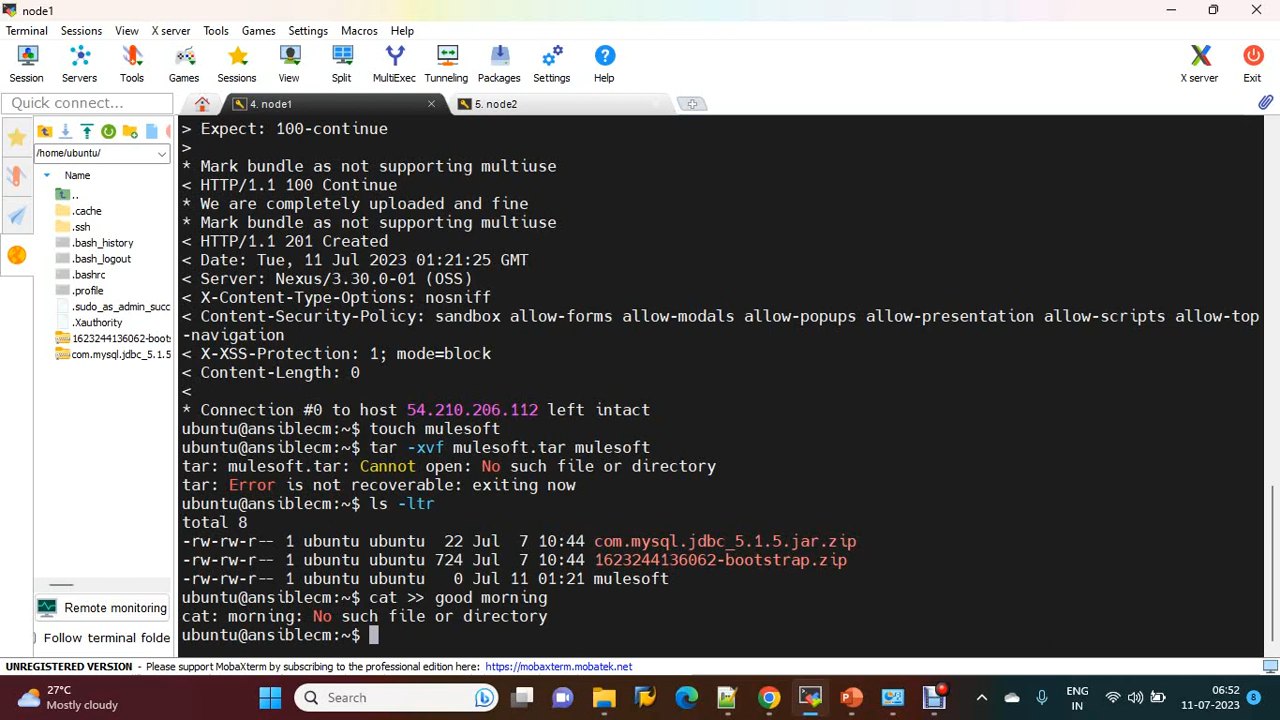 node1
Terminal Sessions View X server Tools Games Settings Macros Help
Session Servers Tools Games Sessions View Split MultiExec Tunneling Packages Settings Help X server Exit
Quick connect...
4. node1
5. node2
/home/ubuntu/
Name
..
.cache
.ssh
.bash_history
.bash_logout
.bashrc
.profile
.sudo_as_admin_succ
.Xauthority
1623244136062-boots
com.mysql.jdbc_5.1.5
Remote monitoring
Follow terminal folde
> Expect: 100-continue
>
* Mark bundle as not supporting multiuse
< HTTP/1.1 100 Continue
* We are completely uploaded and fine
* Mark bundle as not supporting multiuse
< HTTP/1.1 201 Created
< Date: Tue, 11 Jul 2023 01:21:25 GMT
< Server: Nexus/3.30.0-01 (OSS)
< X-Content-Type-Options: nosniff
< Content-Security-Policy: sandbox allow-forms allow-modals allow-popups allow-presentation allow-scripts allow-top
-navigation
< X-XSS-Protection: 1; mode=block
< Content-Length: 0
<
* Connection #0 to host 54.210.206.112 left intact
ubuntu@ansiblecm:~$ touch mulesoft
ubuntu@ansiblecm:~$ tar -xvf mulesoft.tar mulesoft
tar: mulesoft.tar: Cannot open: No such file or directory
tar: Error is not recoverable: exiting now
ubuntu@ansiblecm:~$ ls -ltr
total 8
-rw-rw-r-- 1 ubuntu ubuntu  22 Jul  7 10:44 com.mysql.jdbc_5.1.5.jar.zip
-rw-rw-r-- 1 ubuntu ubuntu 724 Jul  7 10:44 1623244136062-bootstrap.zip
-rw-rw-r-- 1 ubuntu ubuntu   0 Jul 11 01:21 mulesoft
ubuntu@ansiblecm:~$ cat >> good morning
cat: morning: No such file or directory
ubuntu@ansiblecm:~$
UNREGISTERED VERSION - Please support MobaXterm by subscribing to the professional edition here: https://mobaxterm.mobatek.net
27°C
Mostly cloudy
Search
ENG
IN
06:52
11-07-2023
8